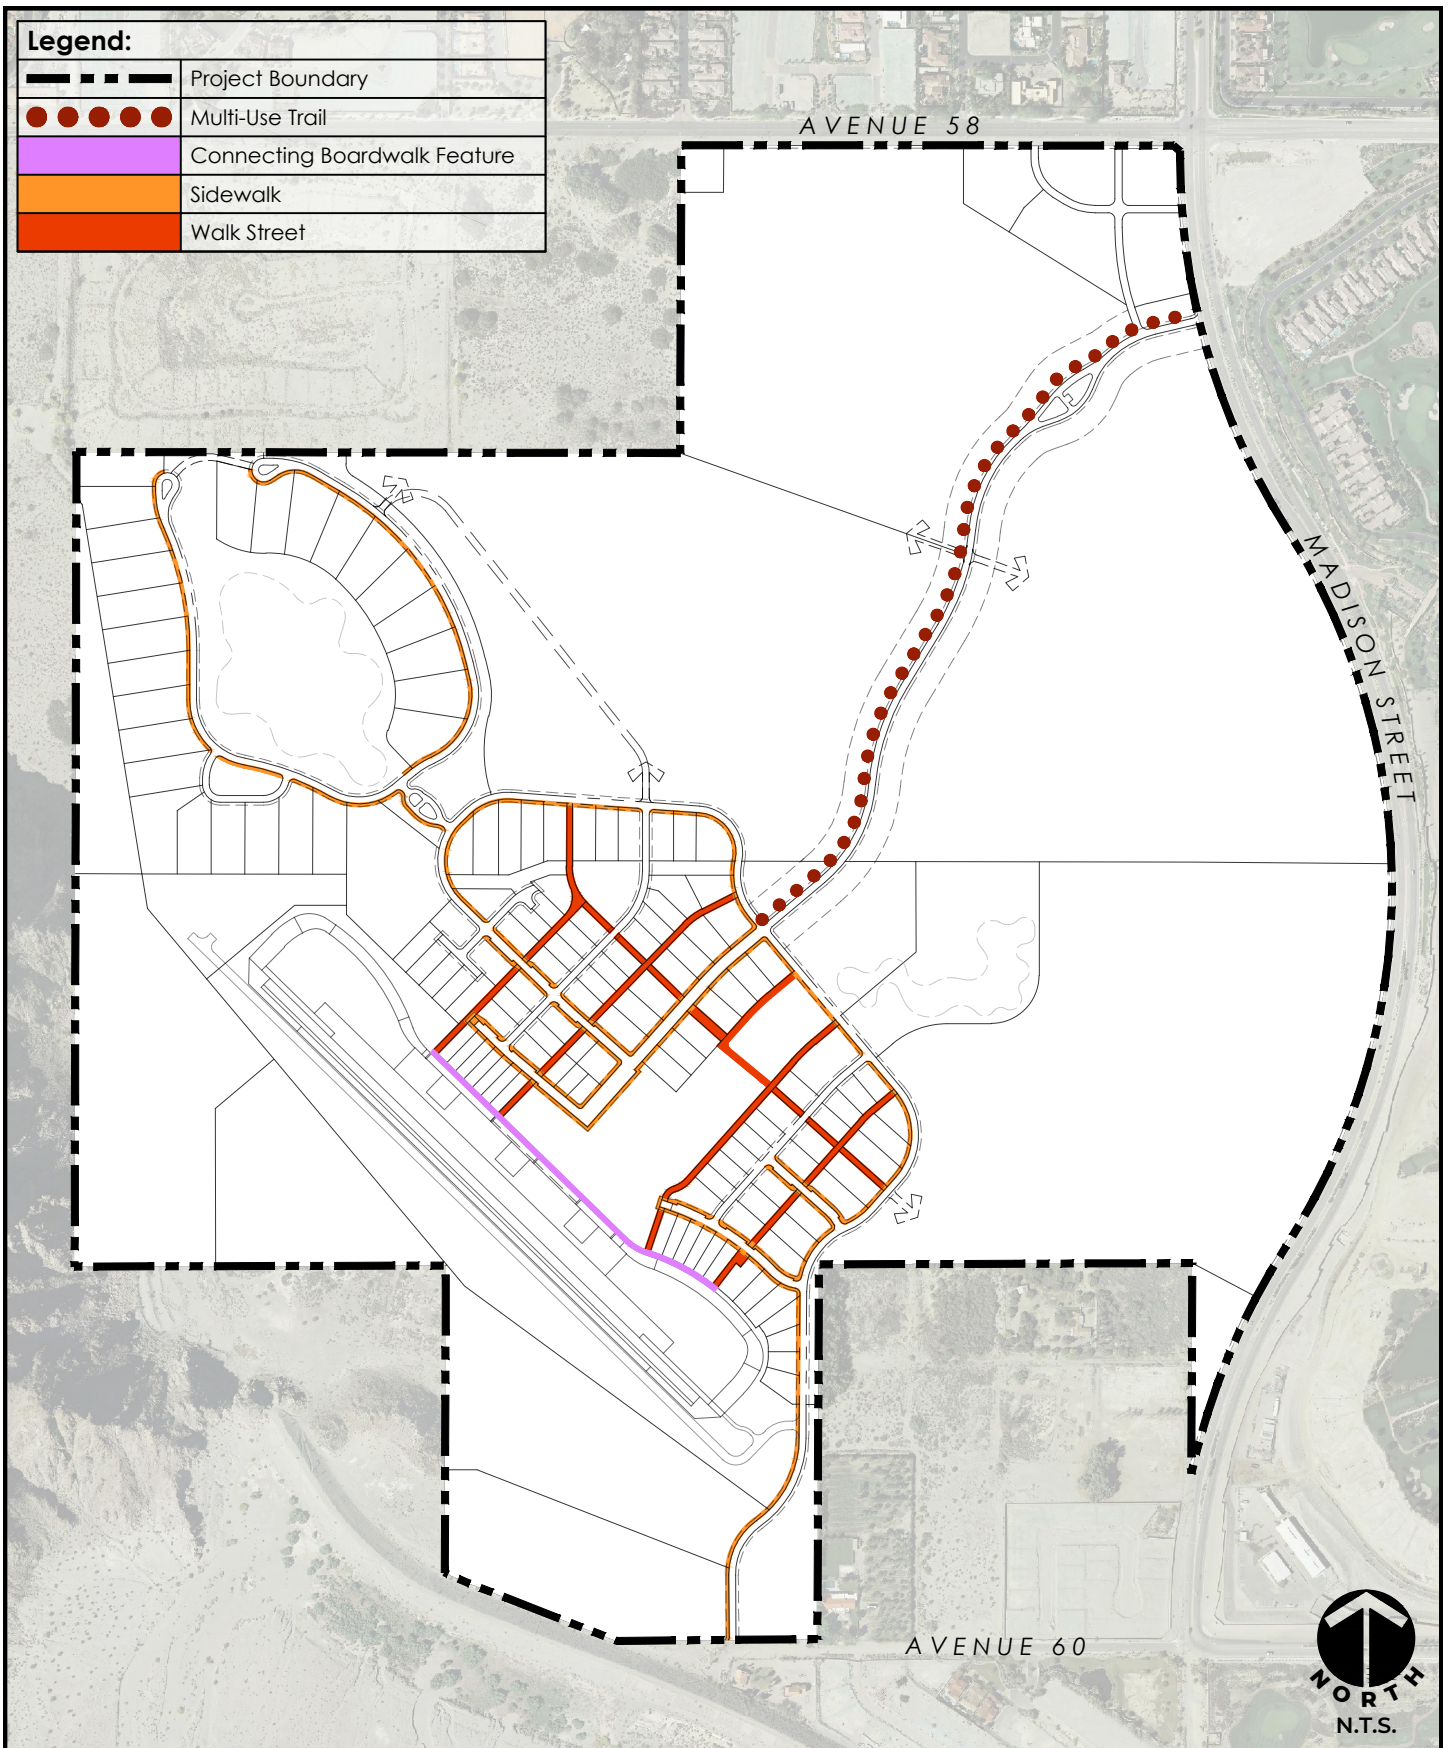 Legend:
Project Boundary
Multi-Use Trail
Connecting Boardwalk Feature
Sidewalk
Walk Street
AVENUE 58
MADISON STREET
AVENUE 60
NORTH
N.T.S.